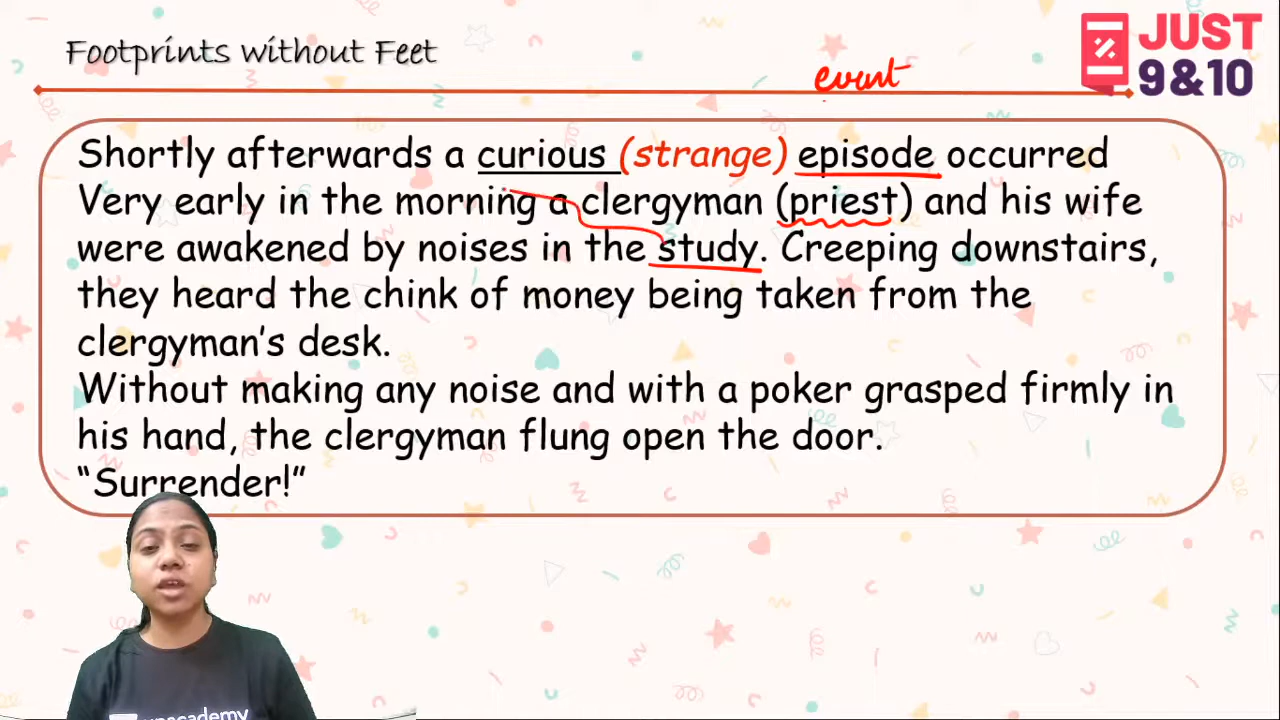 Footprints without Feet
JUST
9&10
event
Shortly afterwards a curious (strange) episode occurred
Very early in the morning a clergyman (priest) and his wife
were awakened by noises in the study. Creeping downstairs,
they heard the chink of money being taken from the
clergyman's desk.
Without making any noise and with a poker grasped firmly in
his hand, the clergyman flung open the door.
“Surrender!”
unacademy